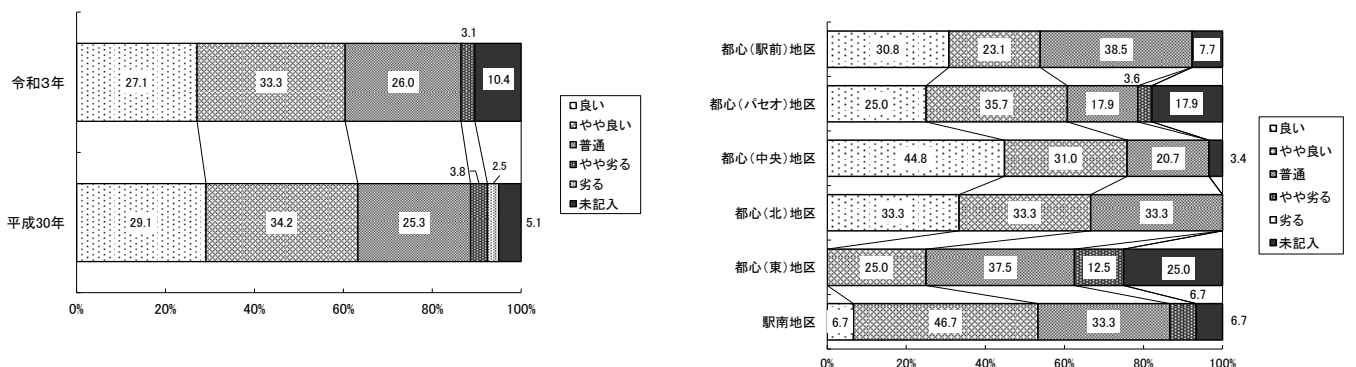 3.1
令和3年
27.1
33.3
26.0
10.4
3.8
2.5
平成30年
29.1
34.2
25.3
5.1
0%
20%
40%
60%
80%
100%
良い
やや良い
普通
やや劣る
劣る
未記入
都心(駅前)地区
30.8
23.1
38.5
7.7
3.6
都心(パセオ)地区
25.0
35.7
17.9
17.9
都心(中央)地区
44.8
31.0
20.7
3.4
都心(北)地区
33.3
33.3
33.3
都心(東)地区
25.0
37.5
12.5
25.0
6.7
駅南地区
6.7
46.7
33.3
6.7
0%
20%
40%
60%
80%
100%
良い
やや良い
普通
やや劣る
劣る
未記入